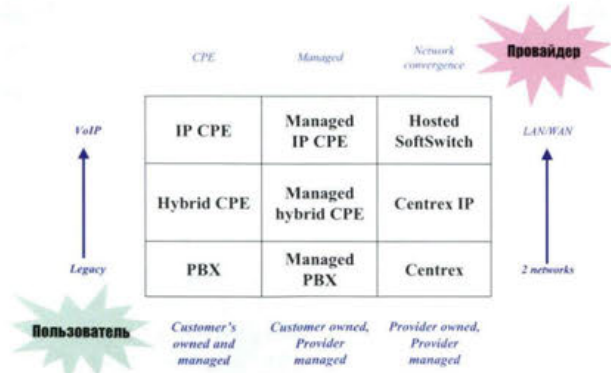 Провайдер
CPE
Managed
Network
convergence
VoIP
IP CPE
Managed
IP CPE
Hosted
SoftSwitch
LAN/WAN
Hybrid CPE
Managed
hybrid CPE
Centrex IP
Legacy
PBX
Managed
PBX
Centrex
2 networks
Пользователь
Customer's
owned and
managed
Customer owned,
Provider
managed
Provider owned,
Provider
managed